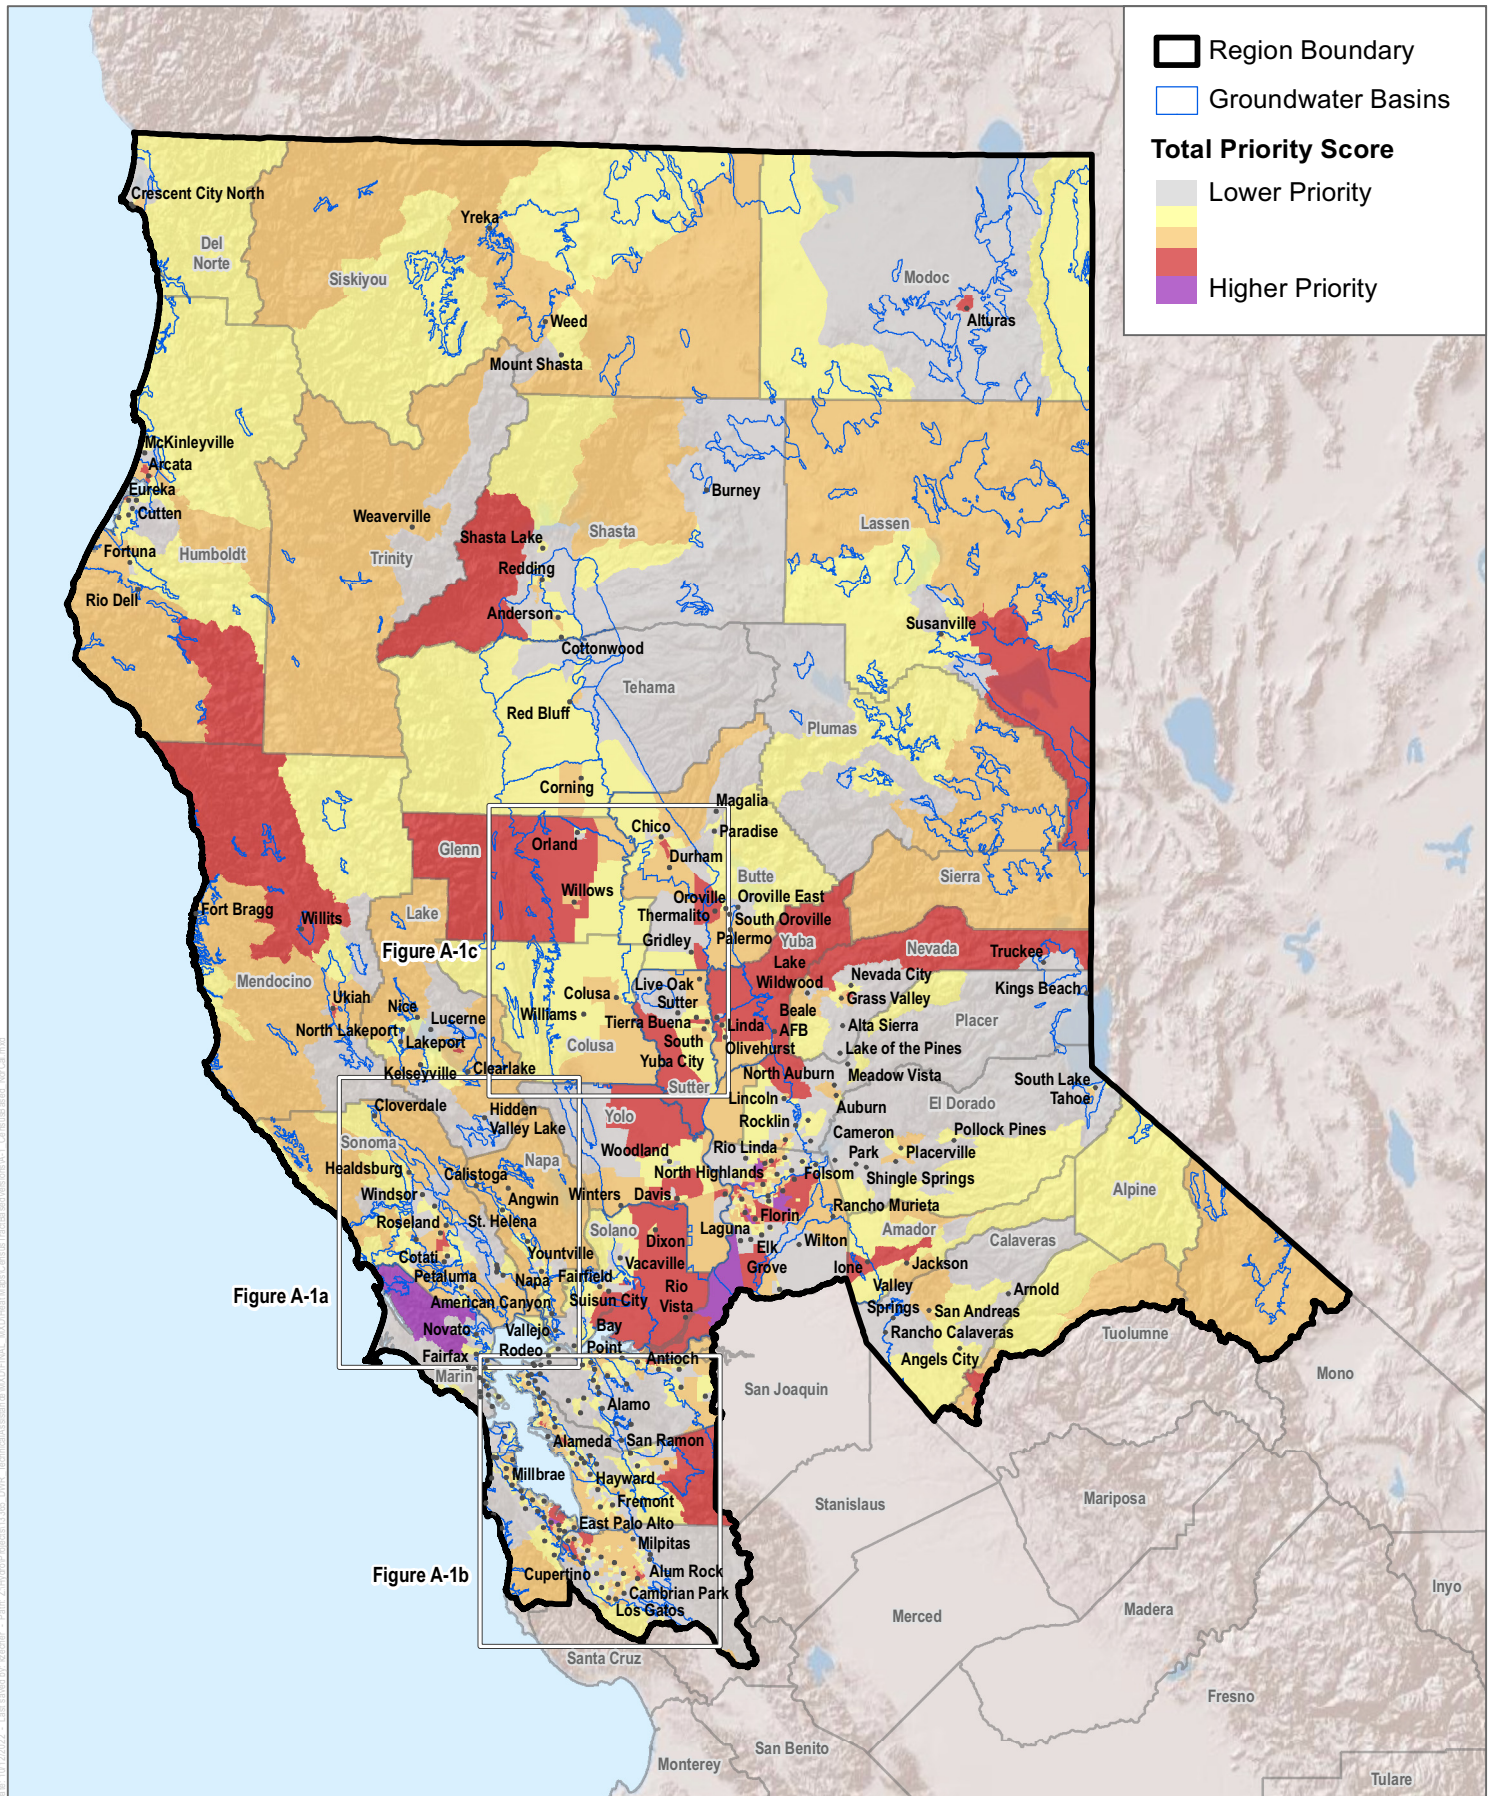 Region Boundary
Groundwater Basins
Total Priority Score
Lower Priority
Higher Priority
Crescent City North
Del
Norte
Siskiyou
Yreka
Modoc
Alturas
Weed
Mount Shasta
McKinleyville
Arcata
Eureka
Cutten
Burney
Weaverville
Shasta Lake
Shasta
Lassen
Fortuna
Humboldt
Trinity
Redding
Rio Dell
Anderson
Susanville
Cottonwood
Tehama
Red Bluff
Plumas
Corning
Magalia
Chico
Paradise
Glenn
Orland
Durham
Butte
Sierra
Willows
Oroville
Oroville East
Fort Bragg
Willits
Lake
Thermalito
South Oroville
Gridley
Palermo
Yuba
Nevada
Truckee
Figure A-1c
Lake
Wildwood
Nevada City
Mendocino
Live Oak
Kings Beach
Ukiah
Nice
Colusa
Sutter
Grass Valley
Williams
Lucerne
Beale
AFB
Placer
North Lakeport
Tierra Buena
Linda
Alta Sierra
Lakeport
Colusa
South
Yuba City
Olivehurst
Lake of the Pines
Kelseyville
Clearlake
North Auburn
Meadow Vista
South Lake
Tahoe
Sutter
Lincoln
Cloverdale
Hidden
Valley Lake
Yolo
Auburn
El Dorado
Rocklin
Sonoma
Woodland
Rio Linda
Cameron
Park
Pollock Pines
Placerville
Healdsburg
Napa
Calistoga
North Highlands
Folsom
Shingle Springs
Windsor
Angwin
Winters
Davis
Alpine
Roseland
St. Helena
Solano
Florin
Rancho Murieta
Laguna
Amador
Cotati
Yountville
Dixon
Elk
Grove
Wilton
Calaveras
Vacaville
Ione
Jackson
Petaluma
Napa
Fairfield
Rio
Vista
Valley
Springs
Arnold
Figure A-1a
American Canyon
Suisun City
San Andreas
Novato
Vallejo
Bay
Point
Rancho Calaveras
Tuolumne
Fairfax
Rodeo
Antioch
Angels City
Marin
San Joaquin
Mono
Alamo
Alameda
San Ramon
Millbrae
Hayward
Fremont
Stanislaus
Mariposa
East Palo Alto
Milpitas
Figure A-1b
Cupertino
Alum Rock
Cambrian Park
Los Gatos
Merced
Madera
Inyo
Santa Cruz
Fresno
San Benito
Monterey
Tulare